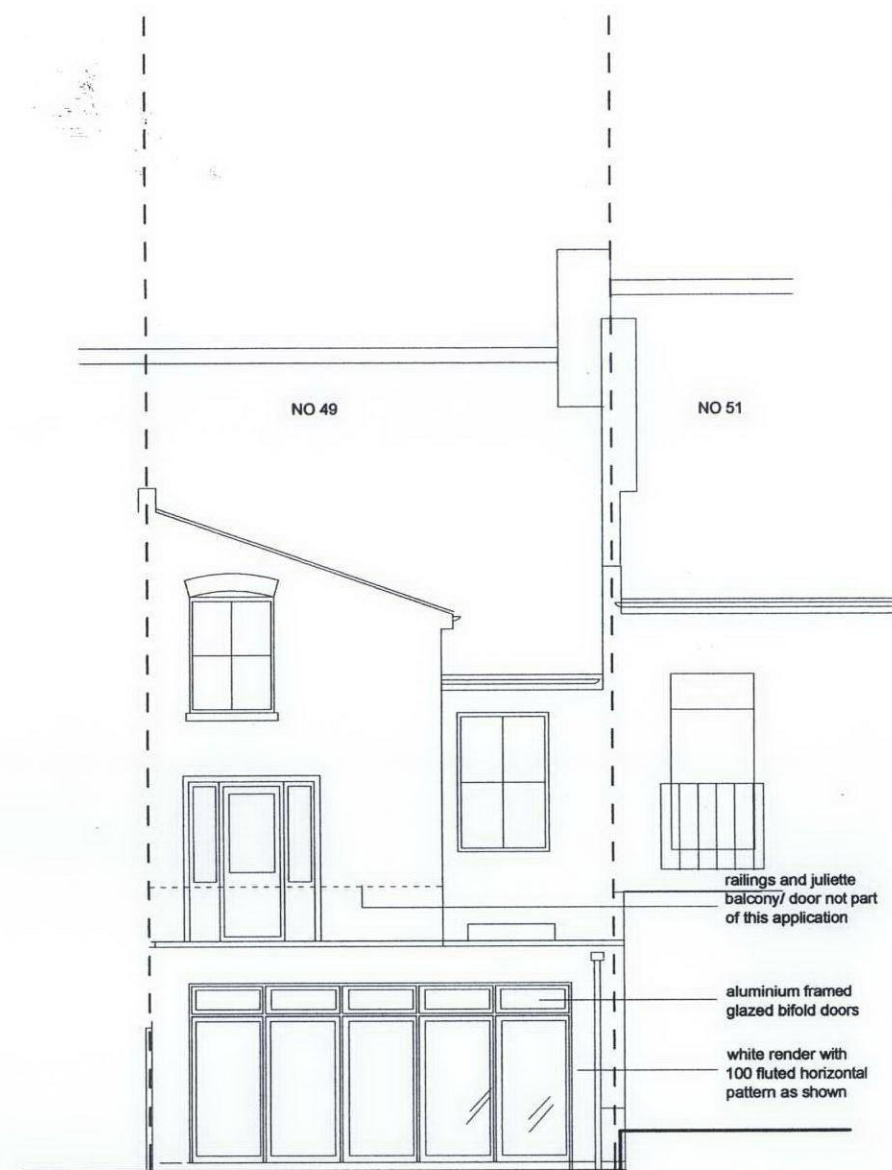 NO 49
NO 51
railings and juliette
balcony/ door not part
of this application
aluminium framed
glazed bifold doors
white render with
100 fluted horizontal
pattern as shown